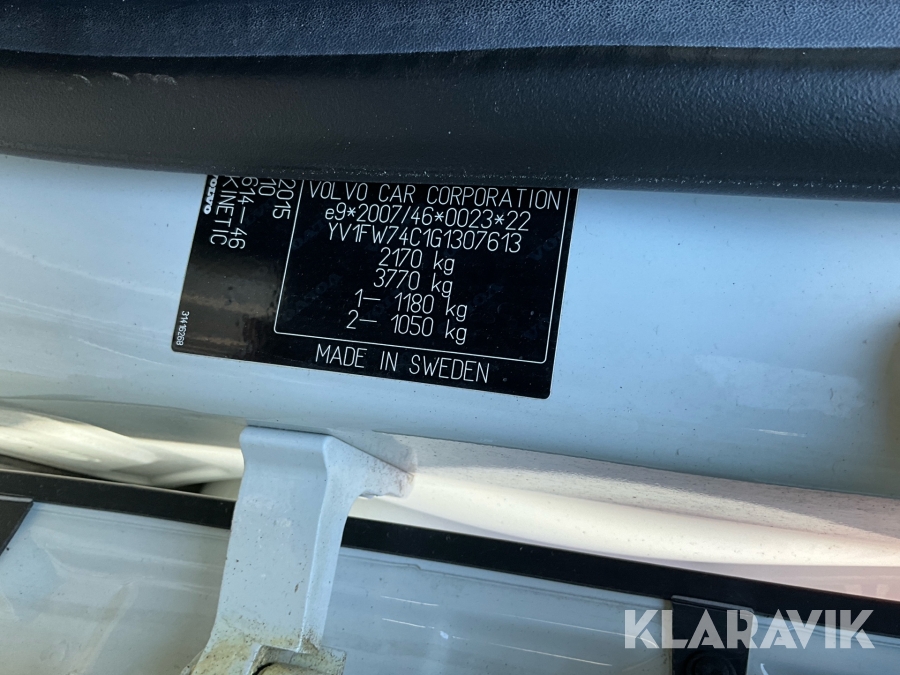 VOLVO CAR CORPORATION
e9*2007/46*0023*22
YV1FW74C1G1307613
2170 kg
3770 kg
1– 1180 kg
2– 1050 kg
MADE IN SWEDEN
2015
10
614–46
KINETIC
VOLVO
31416268
KLARAVIK